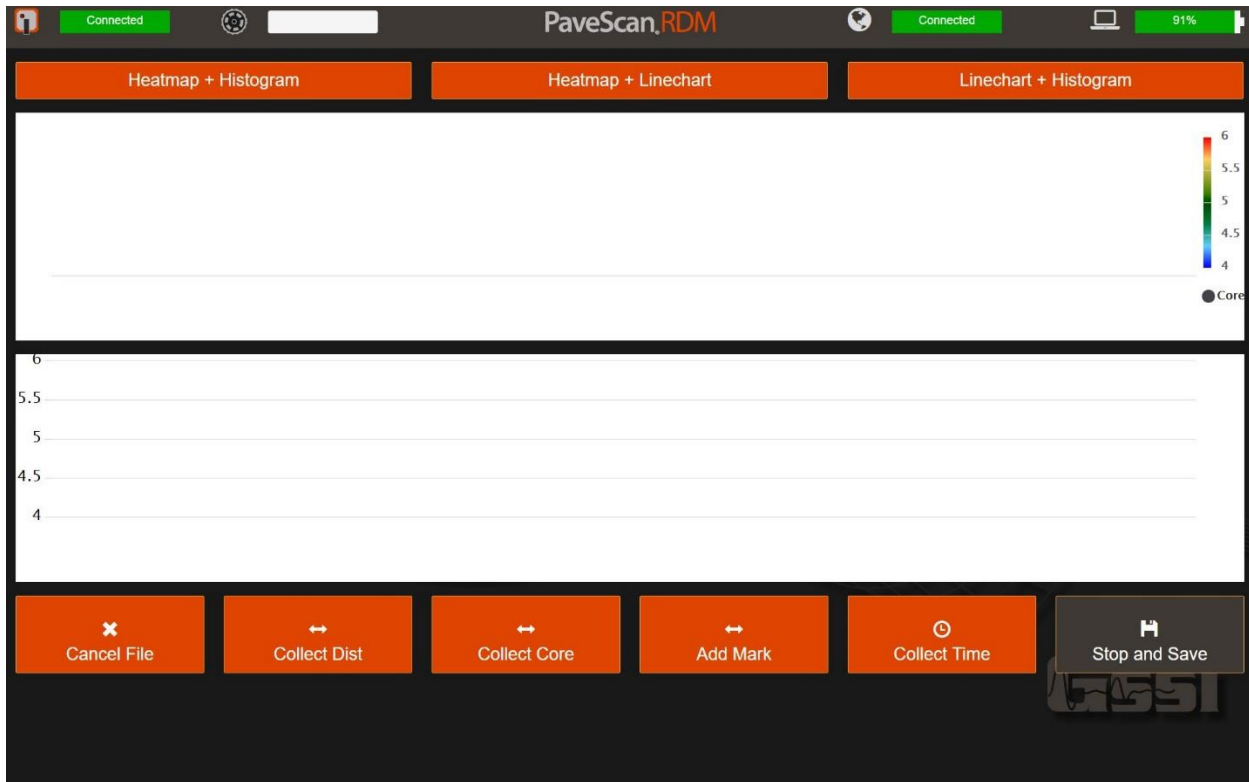 Connected
PaveScan.RDM
Connected
91%
Heatmap + Histogram
Heatmap + Linechart
Linechart + Histogram
6
5.5
5
4.5
4
Core
6
5.5
5
4.5
4
Cancel File
Collect Dist
Collect Core
Add Mark
Collect Time
Stop and Save
GSSI